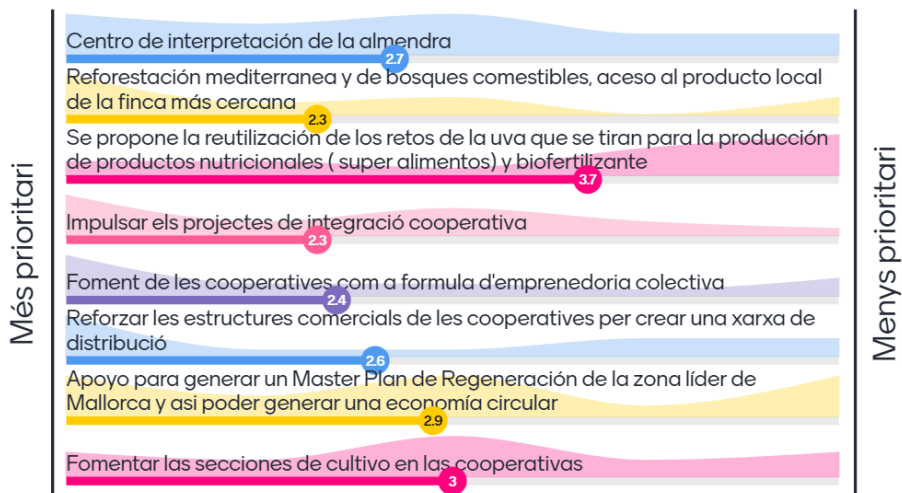 Més prioritari
Centro de interpretación de la almendra
2.7
Reforestación mediterranea y de bosques comestibles, aceso al producto local
de la finca más cercana
2.3
Se propone la reutilización de los retos de la uva que se tiran para la producción
de productos nutricionales ( super alimentos) y biofertilizante
3.7
Impulsar els projectes de integració cooperativa
2.3
Foment de les cooperatives com a formula d'emprenedoria colectiva
2.4
Reforzar les estructures comercials de les cooperatives per crear una xarxa de
distribució
2.6
Apoyo para generar un Master Plan de Regeneración de la zona líder de
Mallorca y asi poder generar una economía circular
2.9
Fomentar las secciones de cultivo en las cooperativas
3
Menys prioritari